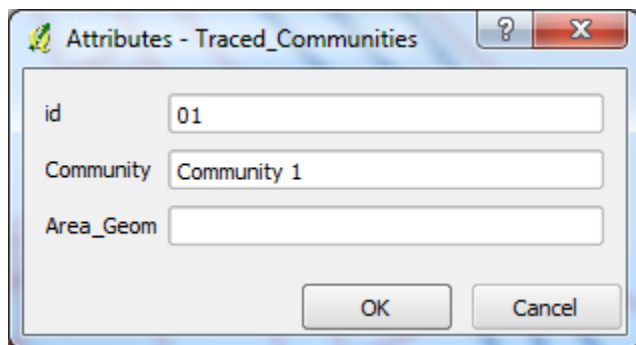 Attributes - Traced_Communities
id 01
Community Community 1
Area_Geom
OK Cancel